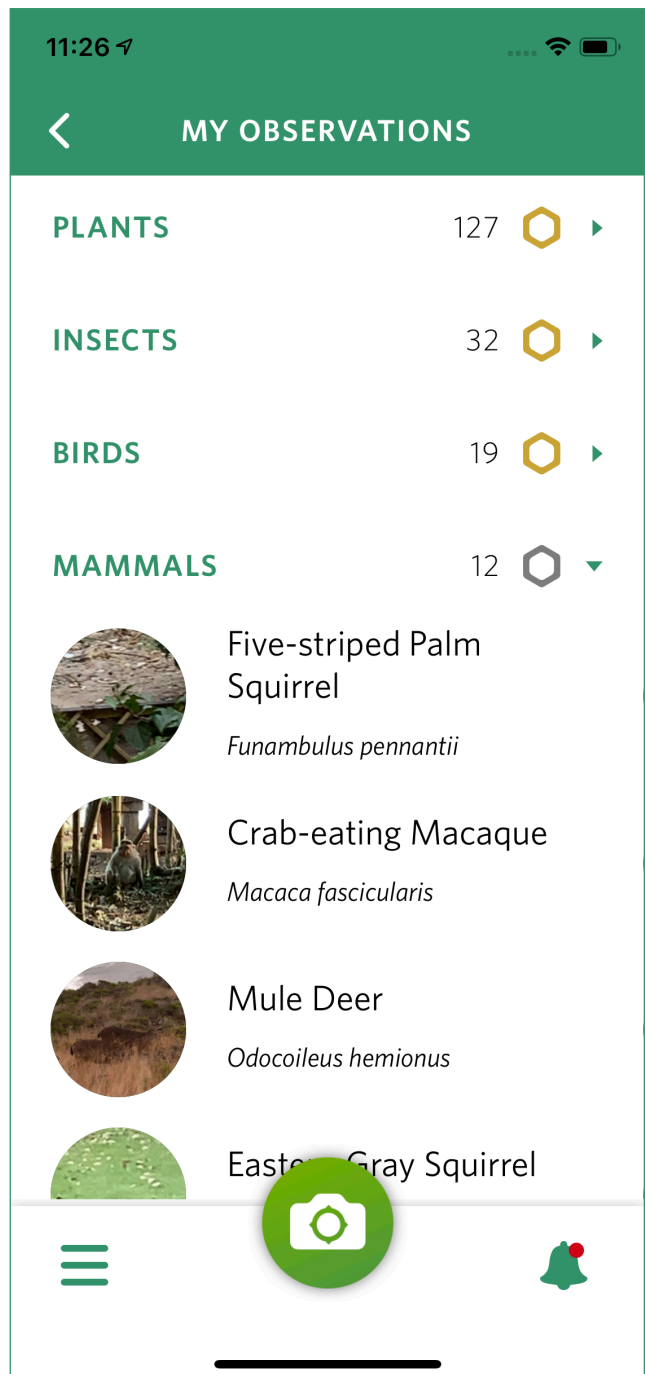 11:26
MY OBSERVATIONS
PLANTS 127
INSECTS 32
BIRDS 19
MAMMALS 12
Five-striped Palm
Squirrel
Funambulus pennantii
Crab-eating Macaque
Macaca fascicularis
Mule Deer
Odocoileus hemionus
Eastern Gray Squirrel